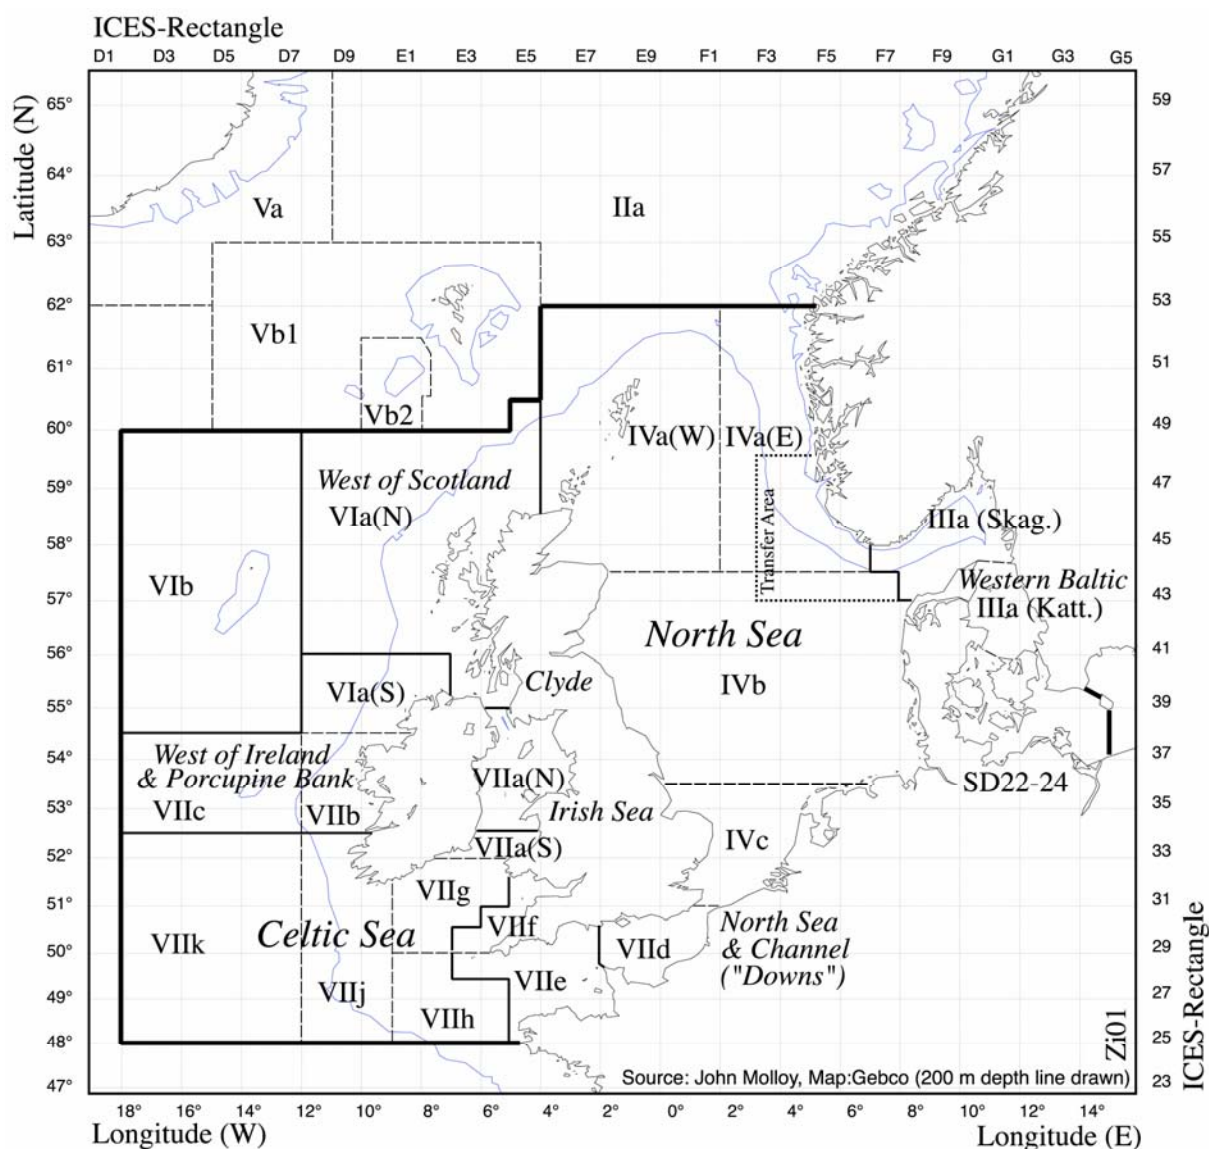 ICES-Rectangle
D1 D3 D5 D7 D9 E1 E3 E5 E7 E9 F1 F3 F5 F7 F9 G1 G3 G5
Latitude (N)
65° 59
64° 57
Va IIa
63° 55
62° 53
Vb1
61° 51
Vb2
60° 49
IVa(W) IVa(E)
West of Scotland
59° 47
VIa(N)
IIIa (Skag.)
58° 45
Transfer Area
VIb
Western Baltic
57° 43
IIIa (Katt.)
North Sea
56° 41
Clyde
IVb
VIa(S)
55° 39
54° 37
West of Ireland
& Porcupine Bank
VIIa(N)
SD22-24
53° 35
VIIc VIIb
Irish Sea
VIIa(S)
IVc
52° 33
VIIg
51° 31
VIIf
North Sea
& Channel
("Downs")
Celtic Sea
VIIk
VIId
50° 29
VIIe
VIIj
49° 27
VIIh
48° 25
Zi01
ICES-Rectangle
47° 23
Source: John Molloy, Map:Gebco (200 m depth line drawn)
18° 16° 14° 12° 10° 8° 6° 4° 2° 0° 2° 4° 6° 8° 10° 12° 14°
Longitude (W) Longitude (E)